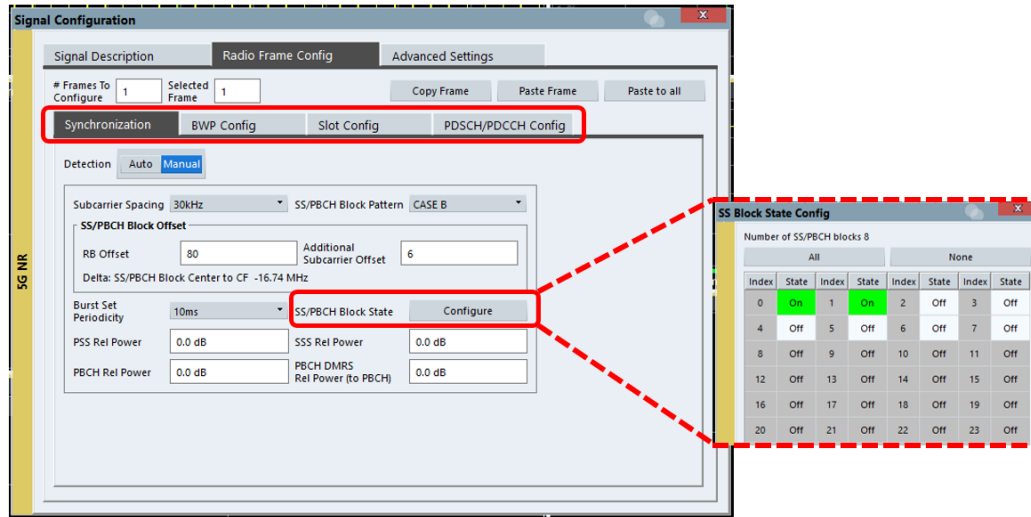 Signal Configuration
5G NR
Signal Description Radio Frame Config Advanced Settings
# Frames To Configure 1 Selected Frame 1 Copy Frame Paste Frame Paste to all
Synchronization BWP Config Slot Config PDSCH/PDCCH Config
Detection Auto Manual
Subcarrier Spacing 30kHz SS/PBCH Block Pattern CASE B
SS/PBCH Block Offset
RB Offset 80 Additional Subcarrier Offset 6
Delta: SS/PBCH Block Center to CF -16.74 MHz
Burst Set Periodicity 10ms SS/PBCH Block State Configure
PSS Rel Power 0.0 dB SSS Rel Power 0.0 dB
PBCH Rel Power 0.0 dB PBCH DMRS Rel Power (to PBCH) 0.0 dB
SS Block State Config
Number of SS/PBCH blocks 8
All None
Index State Index State Index State Index State
0 On 1 On 2 Off 3 Off
4 Off 5 Off 6 Off 7 Off
8 Off 9 Off 10 Off 11 Off
12 Off 13 Off 14 Off 15 Off
16 Off 17 Off 18 Off 19 Off
20 Off 21 Off 22 Off 23 Off